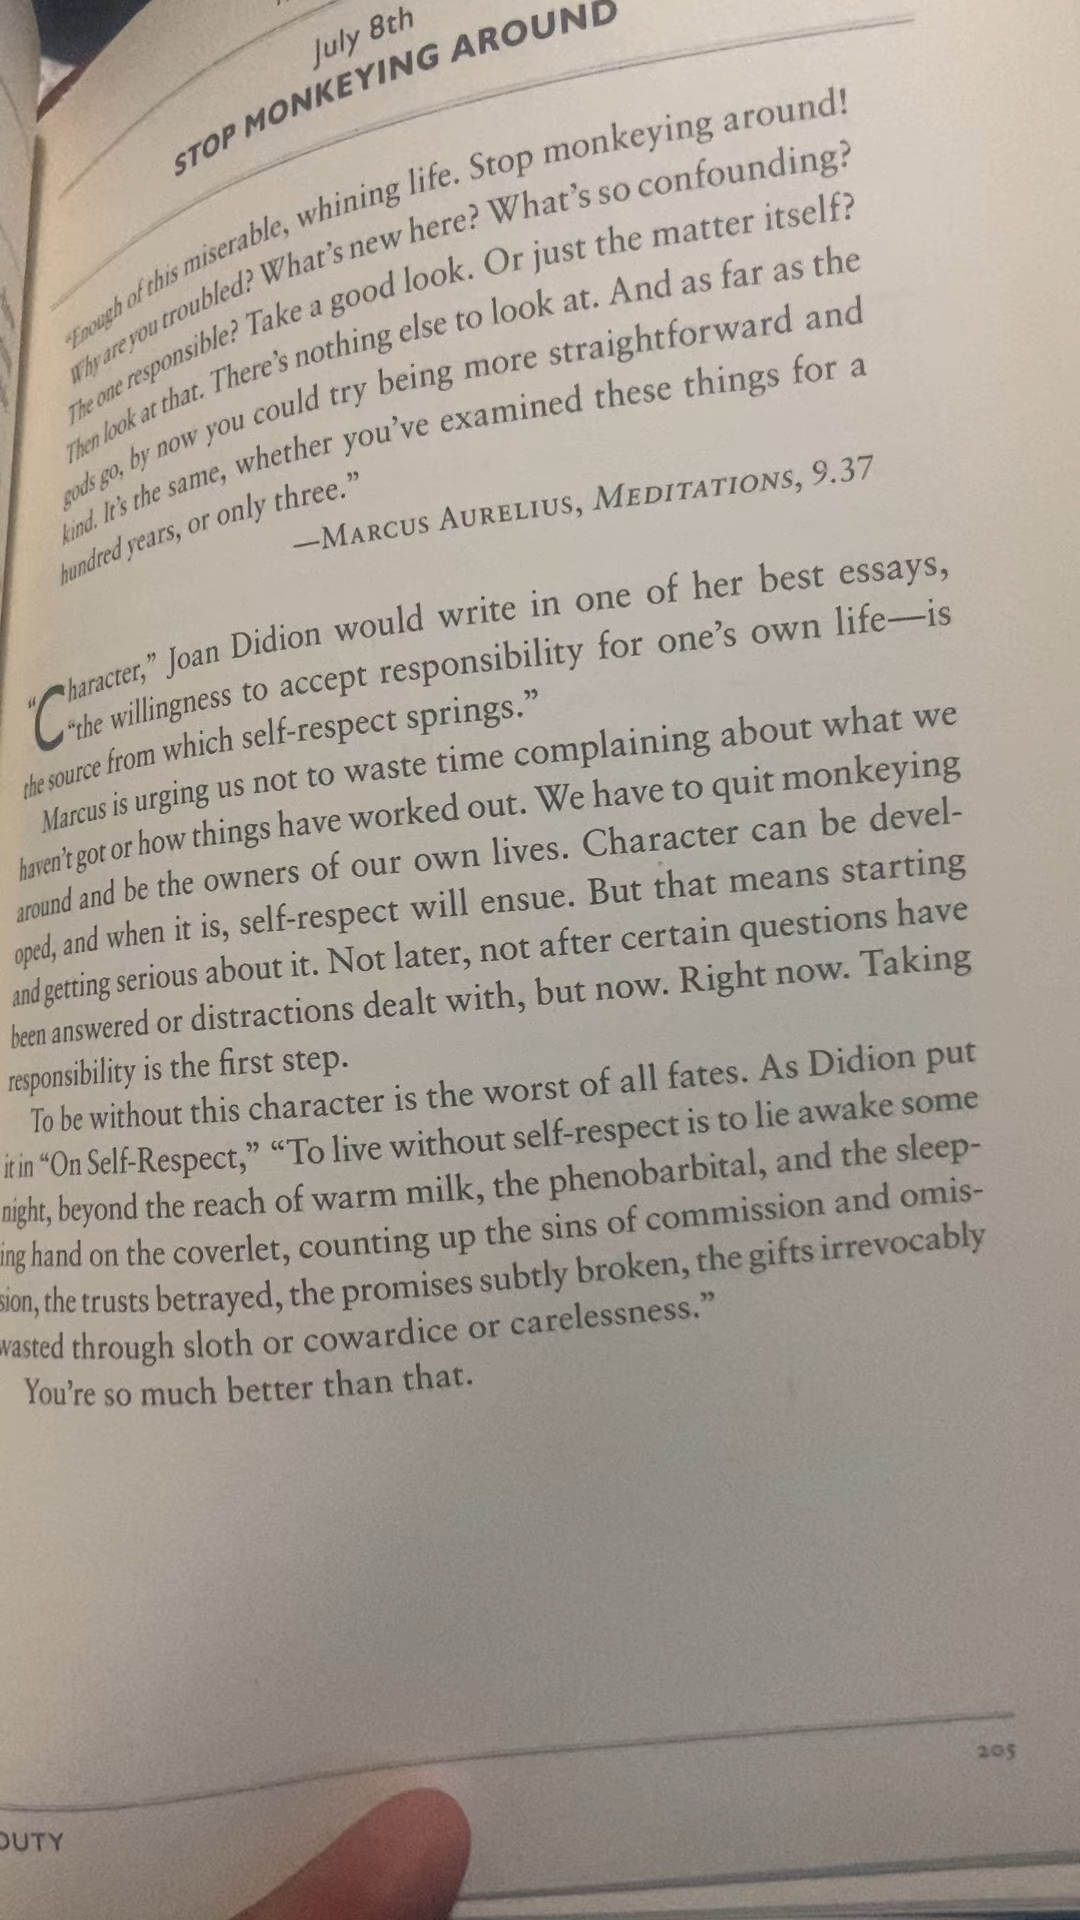 July 8th
STOP MONKEYING AROUND
“Enough of this miserable, whining life. Stop monkeying around!
Why are you troubled? What’s new here? What’s so confounding?
The one responsible? Take a good look. Or just the matter itself?
Then look at that. There’s nothing else to look at. And as far as the
gods go, by now you could try being more straightforward and
kind. It’s the same, whether you’ve examined these things for a
hundred years, or only three.”
—MARCUS AURELIUS, MEDITATIONS, 9.37
“Character,” Joan Didion would write in one of her best essays,
“the willingness to accept responsibility for one’s own life—is
the source from which self-respect springs.”
Marcus is urging us not to waste time complaining about what we
haven’t got or how things have worked out. We have to quit monkeying
around and be the owners of our own lives. Character can be devel-
oped, and when it is, self-respect will ensue. But that means starting
and getting serious about it. Not later, not after certain questions have
been answered or distractions dealt with, but now. Right now. Taking
responsibility is the first step.
To be without this character is the worst of all fates. As Didion put
it in “On Self-Respect,” “To live without self-respect is to lie awake some
night, beyond the reach of warm milk, the phenobarbital, and the sleep-
ing hand on the coverlet, counting up the sins of commission and omis-
sion, the trusts betrayed, the promises subtly broken, the gifts irrevocably
wasted through sloth or cowardice or carelessness.”
You’re so much better than that.
205
DUTY